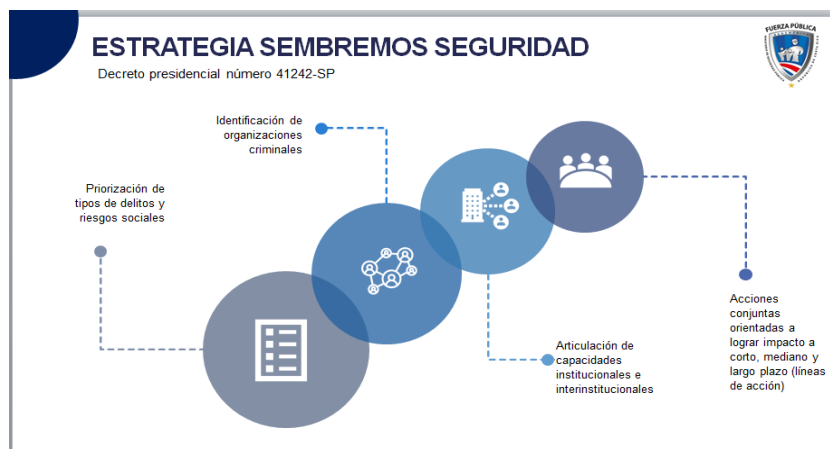 ESTRATEGIA SEMBREMOS SEGURIDAD
Decreto presidencial número 41242-SP
FUERZA PÚBLICA
Identificación de
organizaciones
criminales
Priorización de
tipos de delitos y
riesgos sociales
Articulación de
capacidades
institucionales e
interinstitucionales
Acciones
conjuntas
orientadas a
lograr impacto a
corto, mediano y
largo plazo (líneas
de acción)